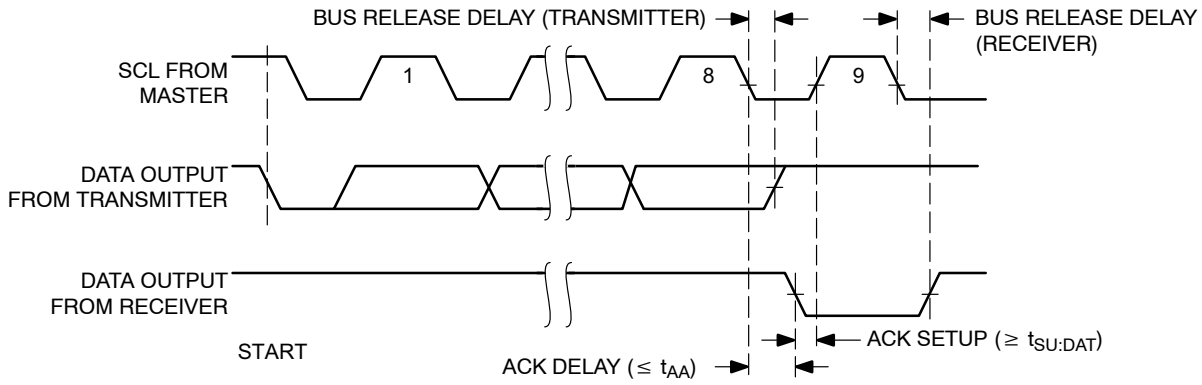 BUS RELEASE DELAY (TRANSMITTER)
BUS RELEASE DELAY
(RECEIVER)
SCL FROM
MASTER
1
8
9
DATA OUTPUT
FROM TRANSMITTER
DATA OUTPUT
FROM RECEIVER
START
ACK SETUP (≥ tSU:DAT)
ACK DELAY (≤ tAA)